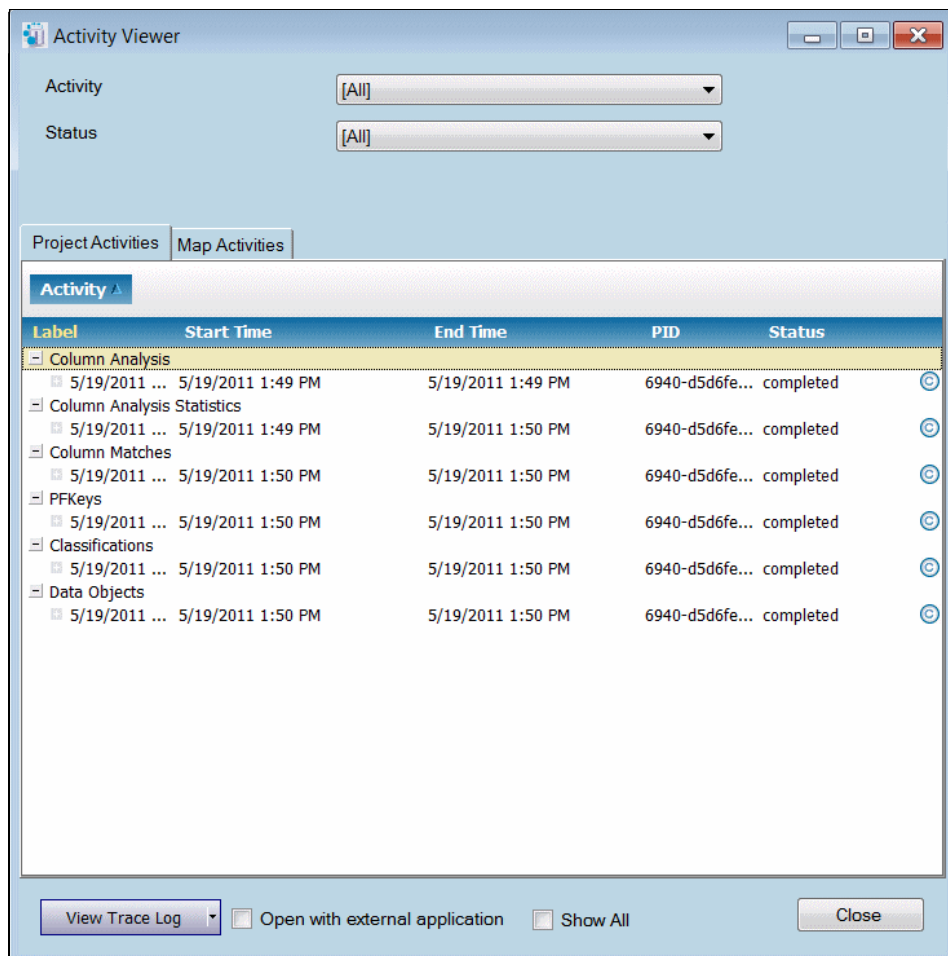 Activity Viewer
Activity [All]
Status [All]
Project Activities Map Activities
Activity
Label Start Time End Time PID Status
Column Analysis
5/19/2011 ... 5/19/2011 1:49 PM 5/19/2011 1:49 PM 6940-d5d6fe... completed ©
Column Analysis Statistics
5/19/2011 ... 5/19/2011 1:49 PM 5/19/2011 1:50 PM 6940-d5d6fe... completed ©
Column Matches
5/19/2011 ... 5/19/2011 1:50 PM 5/19/2011 1:50 PM 6940-d5d6fe... completed ©
PFKeys
5/19/2011 ... 5/19/2011 1:50 PM 5/19/2011 1:50 PM 6940-d5d6fe... completed ©
Classifications
5/19/2011 ... 5/19/2011 1:50 PM 5/19/2011 1:50 PM 6940-d5d6fe... completed ©
Data Objects
5/19/2011 ... 5/19/2011 1:50 PM 5/19/2011 1:50 PM 6940-d5d6fe... completed ©
View Trace Log Open with external application Show All Close